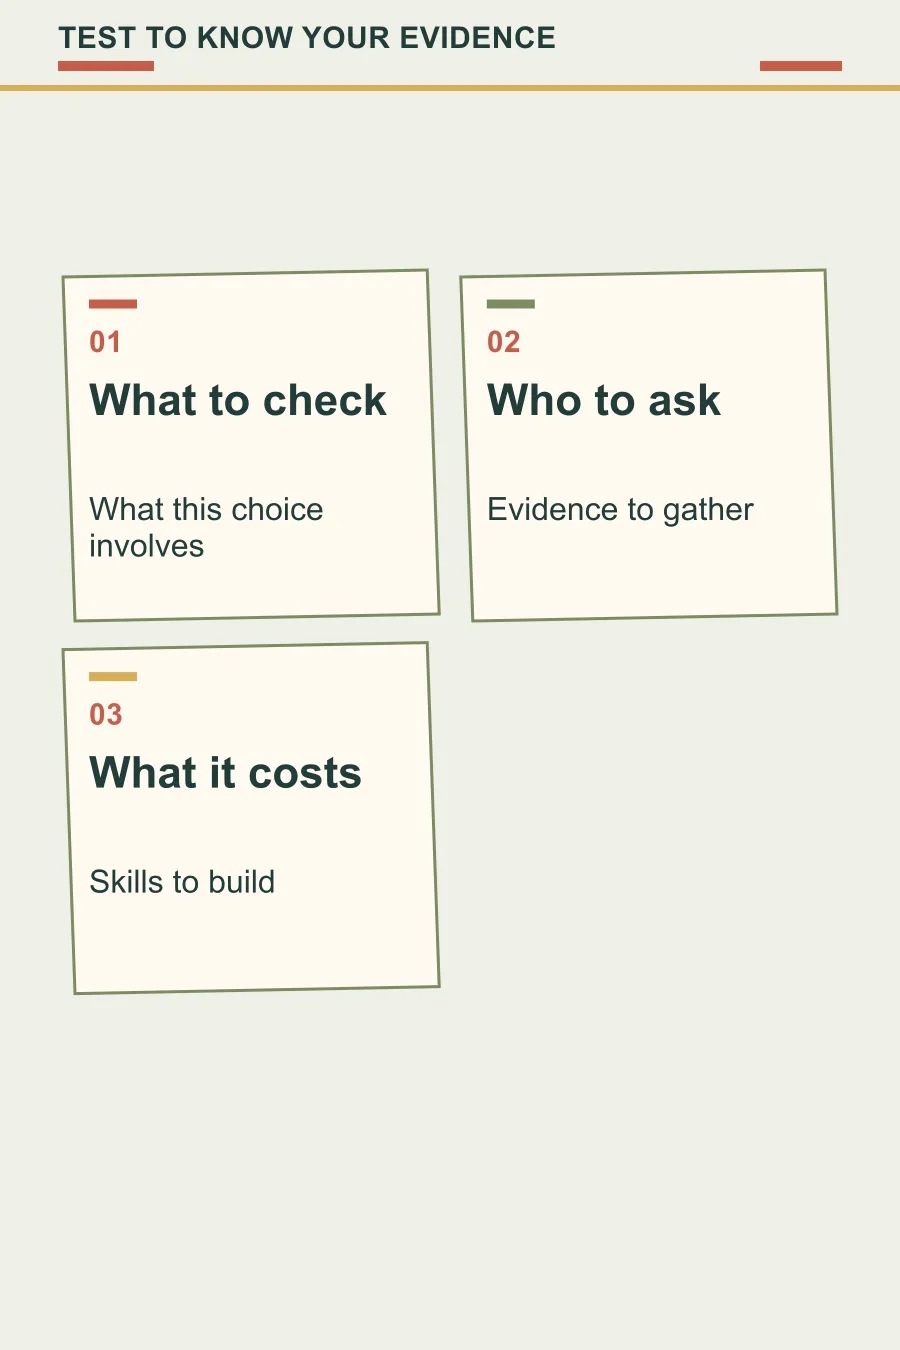 TEST TO KNOW YOUR EVIDENCE
01
What to check
What this choice
involves
02
Who to ask
Evidence to gather
03
What it costs
Skills to build